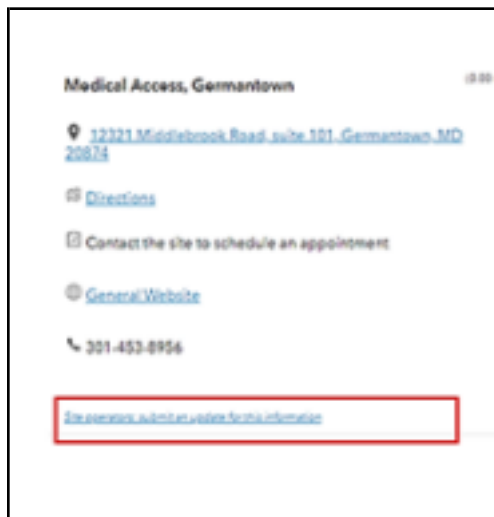 Medical Access, Germantown
12321 Middlebrook Road, suite 101, Germantown, MD
20874
Directions
Contact the site to schedule an appointment
General Website
301-453-8956
Site operators: submit an update for this information